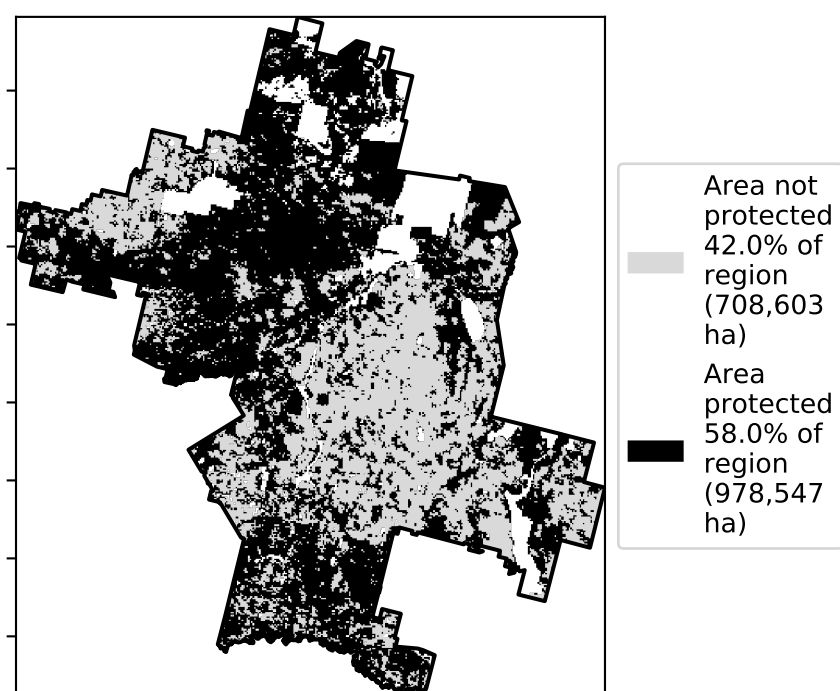 Area not
protected
42.0% of
region
(708,603
ha)
Area
protected
58.0% of
region
(978,547
ha)